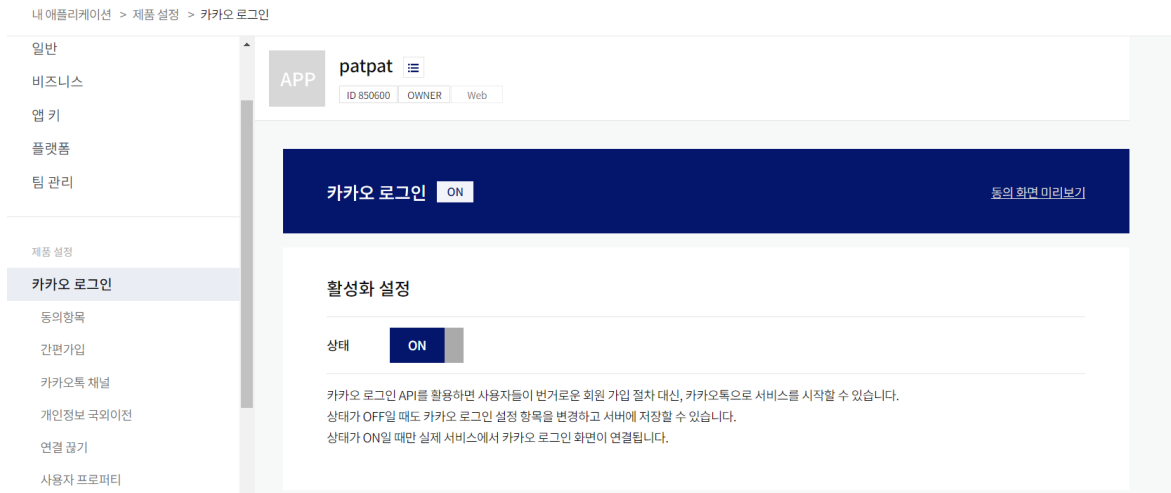 내 애플리케이션 > 제품 설정 > 카카오 로그인
일반
비즈니스
앱 키
플랫폼
팀 관리
제품 설정
카카오 로그인
동의항목
간편가입
카카오톡 채널
개인정보 국외이전
연결 끊기
사용자 프로퍼티
APP
patpat
ID 850600 OWNER Web
카카오 로그인 ON
동의 화면 미리보기
활성화 설정
상태 ON
카카오 로그인 API를 활용하면 사용자들이 번거로운 회원 가입 절차 대신, 카카오톡으로 서비스를 시작할 수 있습니다.
상태가 OFF일 때도 카카오 로그인 설정 항목을 변경하고 서버에 저장할 수 있습니다.
상태가 ON일 때만 실제 서비스에서 카카오 로그인 화면이 연결됩니다.